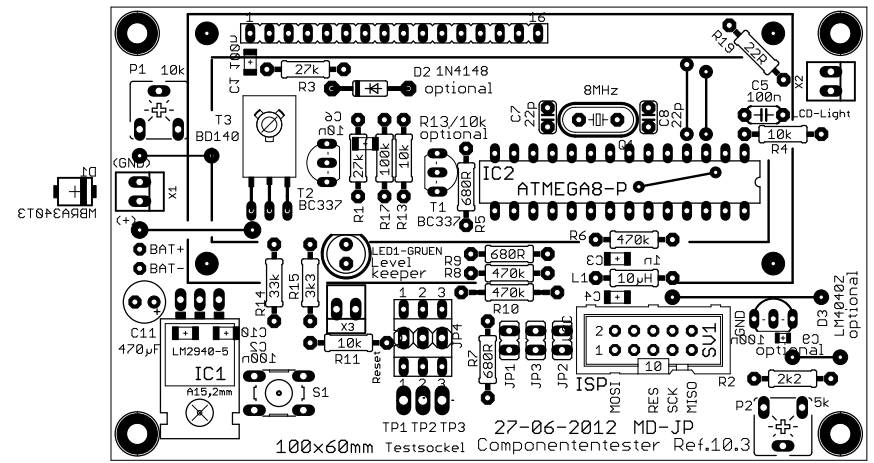 1 16
P1 10k
C1 100n
27k
R3
D2 1N4148
optional
8MHz
R19
22R
X2
C5
100n
LCD-Light
T3
BD140
C6
10n
R13/10k
optional
C7
22p
C8
22p
Q1
10k
R4
(GND)
D1
MBRA340T3
X1
(+)
T2
BC337
27k
R1
100k
R17
10k
R13
T1
BC337
680R
R5
IC2
ATMEGA8-P
BAT+
BAT-
LED1-GRUEN
Level
keeper
R6
470k
R9
680R
R8
470k
470k
R10
C3
1n
L1
10µH
C4
R14
33k
R15
3k3
D3
LM4040Z
optional
C11
470µF
C10
C2
100n
LM2940-5
IC1
A15,2mm
X3
10k
R11
Reset
S1
1 2 3
JP4
1 2 3
TP1 TP2 TP3
R7
680R
JP1
JP3
JP2
2
1
10
SV1
ISP
MOSI
RES
SCK
MISO
GND
C9
100n
optional
R2
2k2
P2
5k
100x60mm
Testsockel
27-06-2012 MD-JP
Componententester Ref.10.3